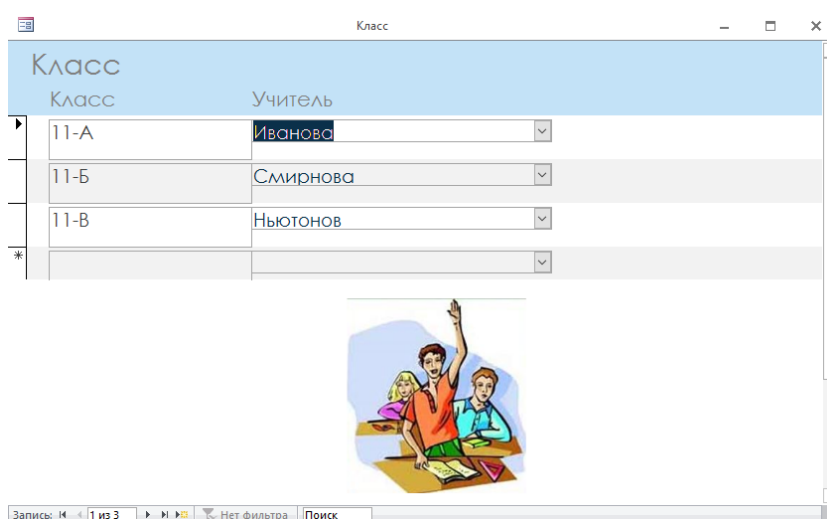 Класс
Класс
Класс Учитель
11-А Иванова
11-Б Смирнова
11-В Ньютонов
Запись: 1 из 3 Нет фильтра Поиск